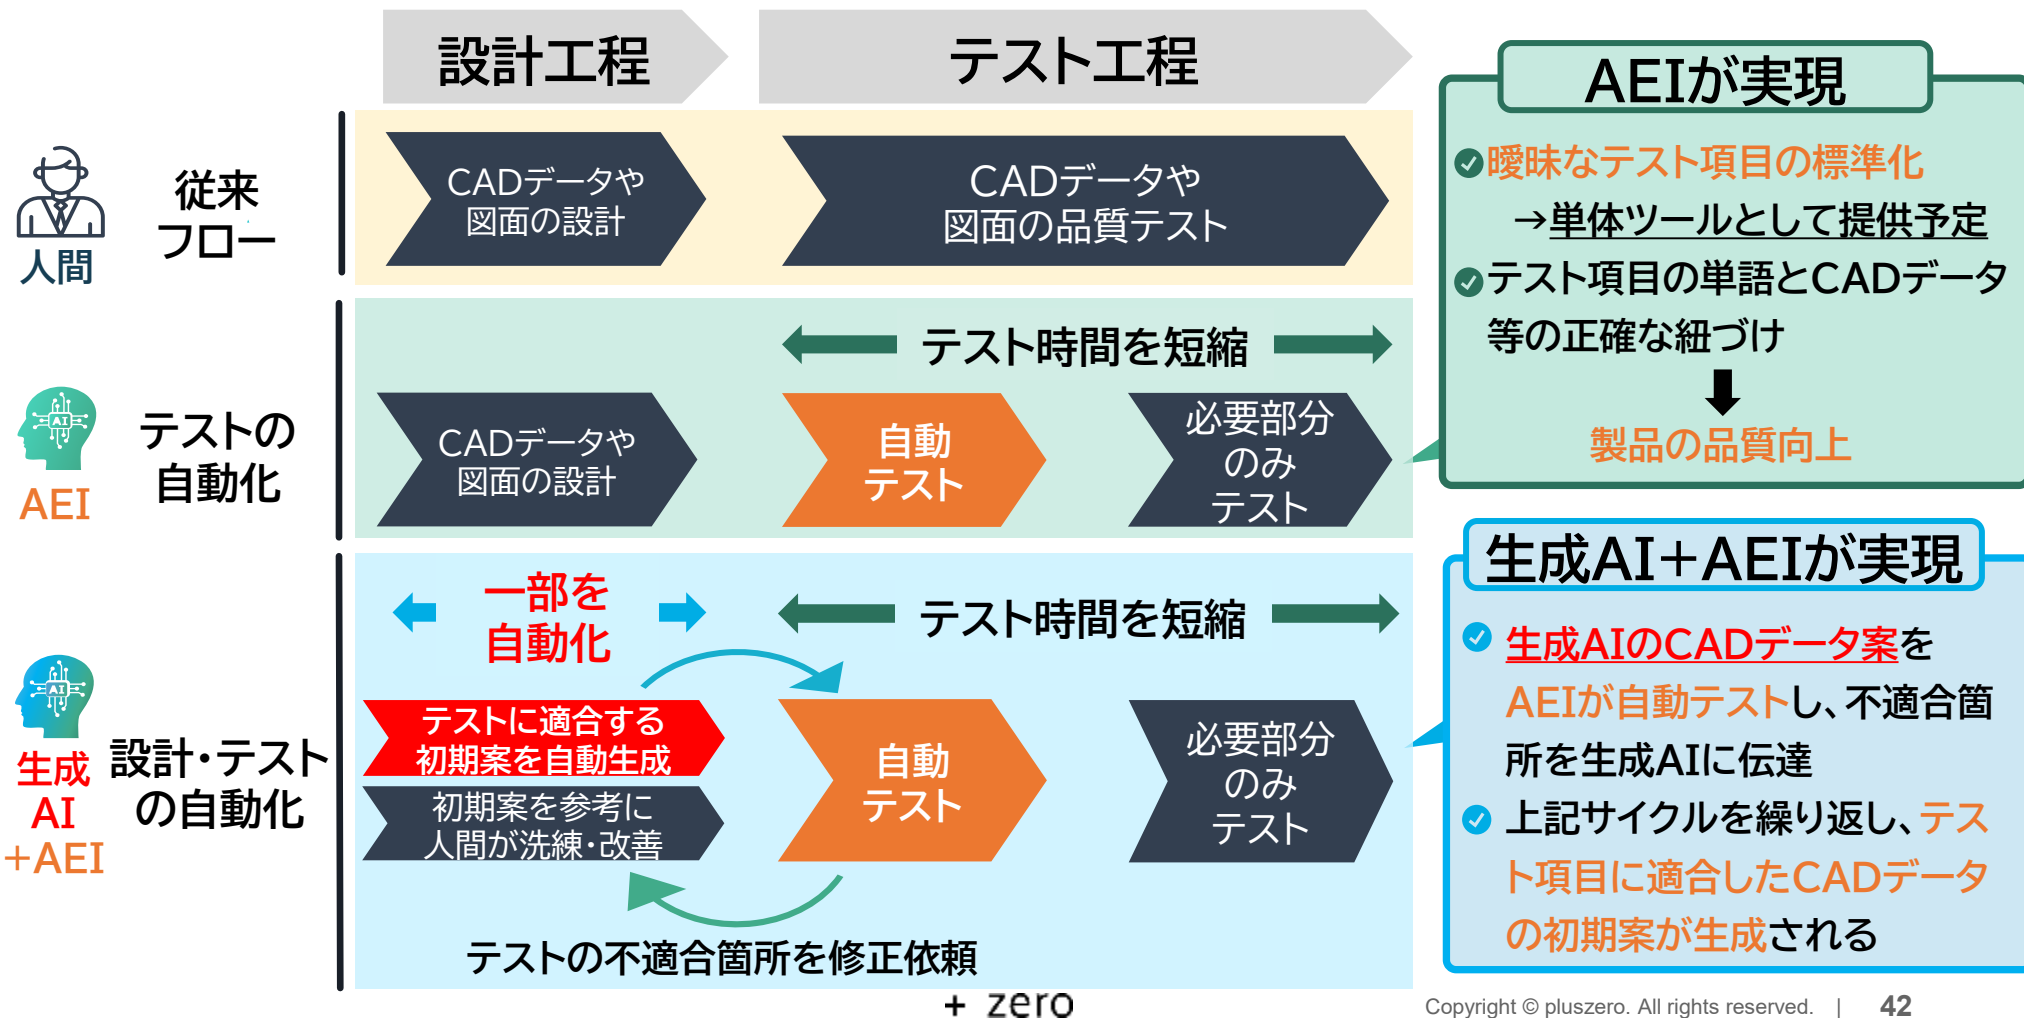 設計工程
テスト工程
人間
従来
フロー
CADデータや
図面の設計
CADデータや
図面の品質テスト
AEI
テストの
自動化
テスト時間を短縮
CADデータや
図面の設計
自動
テスト
必要部分
のみ
テスト
生成
AI
+AEI
設計・テスト
の自動化
一部を
自動化
テスト時間を短縮
テストに適合する
初期案を自動生成
初期案を参考に
人間が洗練・改善
自動
テスト
必要部分
のみ
テスト
テストの不適合箇所を修正依頼
AEIが実現
曖昧なテスト項目の標準化
→単体ツールとして提供予定
テスト項目の単語とCADデータ
等の正確な紐づけ
製品の品質向上
生成AI+AEIが実現
生成AIのCADデータ案を
AEIが自動テストし、不適合箇
所を生成AIに伝達
上記サイクルを繰り返し、テス
ト項目に適合したCADデータ
の初期案が生成される
+ zero
Copyright © pluszero. All rights reserved. | 42
AI
AI